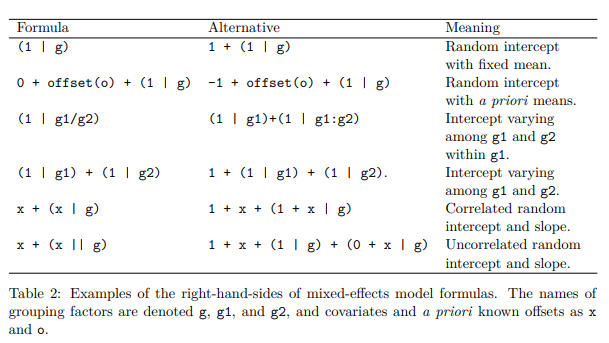 Formula Alternative Meaning
(1 | g) 1 + (1 | g) Random intercept
with fixed mean.
0 + offset(o) + (1 | g) -1 + offset(o) + (1 | g) Random intercept
with a priori means.
(1 | g1/g2) (1 | g1)+(1 | g1:g2) Intercept varying
among g1 and g2
within g1.
(1 | g1) + (1 | g2) 1 + (1 | g1) + (1 | g2). Intercept varying
among g1 and g2.
x + (x | g) 1 + x + (1 + x | g) Correlated random
intercept and slope.
x + (x || g) 1 + x + (1 | g) + (0 + x | g) Uncorrelated random
intercept and slope.
Table 2: Examples of the right-hand-sides of mixed-effects model formulas. The names of
grouping factors are denoted g, g1, and g2, and covariates and a priori known offsets as x
and o.